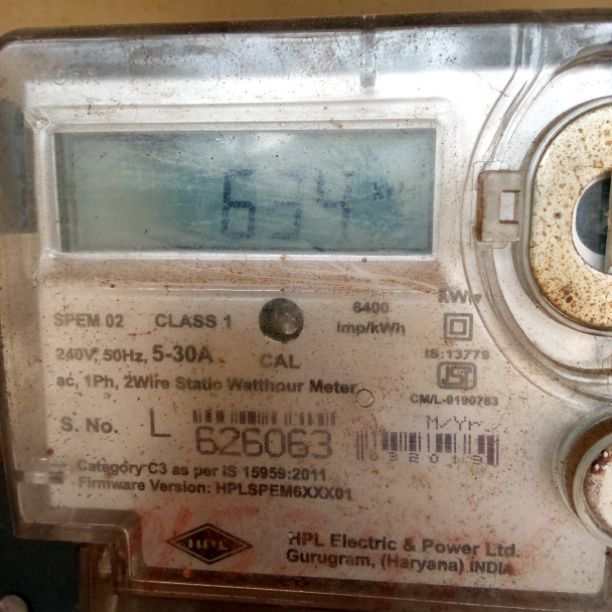 634
SPEM 02 CLASS 1 6400 imp/kWh
240V, 50Hz, 5-30A CAL
IS:13779
ac, 1Ph, 2Wire Static Watthour Meter
CM/L-9190783
S. No. L 626063 M/Yr
032019
Category C3 as per IS 15959:2011
Firmware Version: HPLSPEM6XXX01
HPL
HPL Electric & Power Ltd.
Gurugram, (Haryana) INDIA